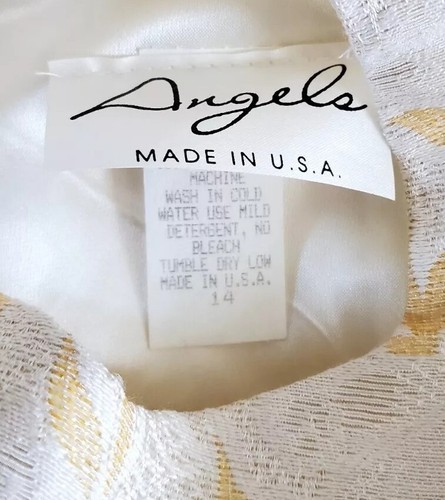 Angels
MADE IN U.S.A.
MACHINE
WASH IN COLD
WATER USE MILD
DETERGENT, NO
BLEACH
TUMBLE DRY LOW
MADE IN U.S.A.
14